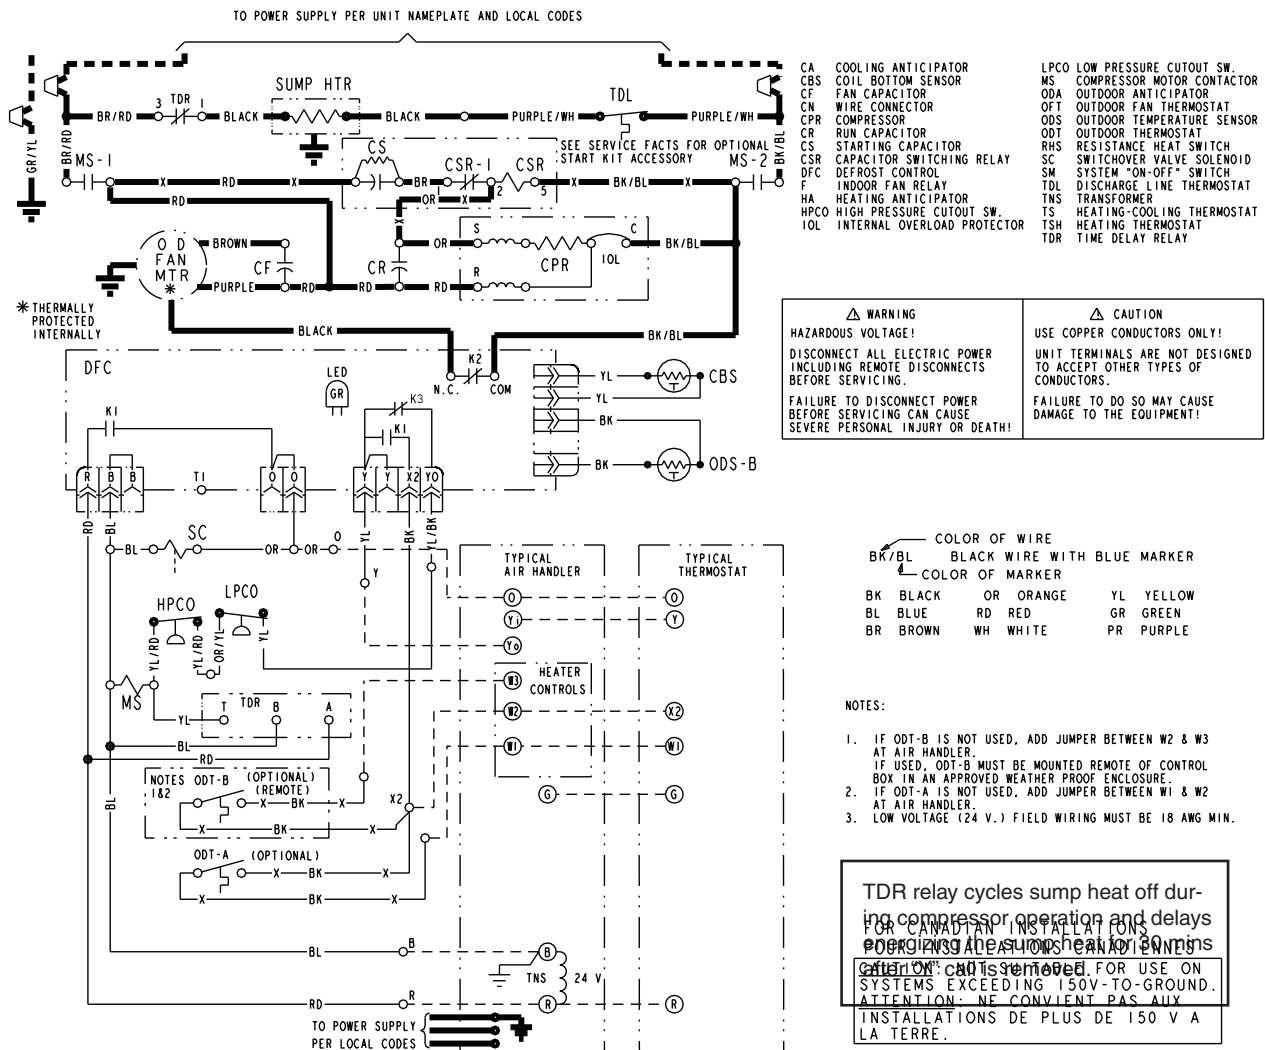 TO POWER SUPPLY PER UNIT NAMEPLATE AND LOCAL CODES
SUMP HTR
TDL
3 TDR 1
BR/RD
BLACK
BLACK
PURPLE/WH
PURPLE/WH
GR/YL
BR/RD
BK/BL
MS-1
CS
CSR-1
CSR
SEE SERVICE FACTS FOR OPTIONAL
START KIT ACCESSORY
MS-2
X
RD
X
BR
2
5
X
BK/BL
X
RD
OR
X
X
O D
FAN
MTR
*
BROWN
CF
PURPLE
RD
CR
RD
OR
RD
S
C
R
CPR
IOL
BK/BL
* THERMALLY
PROTECTED
INTERNALLY
BLACK
BK/BL
K2
N.C.
COM
DFC
LED
GR
YL
YL
BK
BK
CBS
ODS-B
K1
K3
K1
R
B
B
T1
O
O
Y
Y
X2
YO
RD
BL
YL
BK
YL/BK
SC
BL
OR
OR
O
Y
HPCO
LPCO
YL/RD
YL/RD
OR/YL
YL
MS
TDR
T
B
A
YL
BL
RD
NOTES
1&2
ODT-B
(OPTIONAL)
(REMOTE)
X
BK
X
X
BK
X
X2
BL
ODT-A
(OPTIONAL)
X
BK
X
X
BK
X
BL
B
RD
R
TYPICAL
AIR HANDLER
TYPICAL
THERMOSTAT
O
O
Yi
Y
Yo
HEATER
CONTROLS
W3
W2
X2
W1
W1
G
G
B
TNS
24 V
R
R
TO POWER SUPPLY
PER LOCAL CODES
CA COOLING ANTICIPATOR
CBS COIL BOTTOM SENSOR
CF FAN CAPACITOR
CN WIRE CONNECTOR
CPR COMPRESSOR
CR RUN CAPACITOR
CS STARTING CAPACITOR
CSR CAPACITOR SWITCHING RELAY
DFC DEFROST CONTROL
F INDOOR FAN RELAY
HA HEATING ANTICIPATOR
HPCO HIGH PRESSURE CUTOUT SW.
IOL INTERNAL OVERLOAD PROTECTOR
LPCO LOW PRESSURE CUTOUT SW.
MS COMPRESSOR MOTOR CONTACTOR
ODA OUTDOOR ANTICIPATOR
OFT OUTDOOR FAN THERMOSTAT
ODS OUTDOOR TEMPERATURE SENSOR
ODT OUTDOOR THERMOSTAT
RHS RESISTANCE HEAT SWITCH
SC SWITCHOVER VALVE SOLENOID
SM SYSTEM "ON-OFF" SWITCH
TDL DISCHARGE LINE THERMOSTAT
TNS TRANSFORMER
TS HEATING-COOLING THERMOSTAT
TSH HEATING THERMOSTAT
TDR TIME DELAY RELAY
⚠ WARNING
HAZARDOUS VOLTAGE!
DISCONNECT ALL ELECTRIC POWER
INCLUDING REMOTE DISCONNECTS
BEFORE SERVICING.
FAILURE TO DISCONNECT POWER
BEFORE SERVICING CAN CAUSE
SEVERE PERSONAL INJURY OR DEATH!
⚠ CAUTION
USE COPPER CONDUCTORS ONLY!
UNIT TERMINALS ARE NOT DESIGNED
TO ACCEPT OTHER TYPES OF
CONDUCTORS.
FAILURE TO DO SO MAY CAUSE
DAMAGE TO THE EQUIPMENT!
COLOR OF WIRE
BK/BL BLACK WIRE WITH BLUE MARKER
COLOR OF MARKER
BK BLACK OR ORANGE YL YELLOW
BL BLUE RD RED GR GREEN
BR BROWN WH WHITE PR PURPLE
NOTES:
1. IF ODT-B IS NOT USED, ADD JUMPER BETWEEN W2 & W3
AT AIR HANDLER.
IF USED, ODT-B MUST BE MOUNTED REMOTE OF CONTROL
BOX IN AN APPROVED WEATHER PROOF ENCLOSURE.
2. IF ODT-A IS NOT USED, ADD JUMPER BETWEEN W1 & W2
AT AIR HANDLER.
3. LOW VOLTAGE (24 V.) FIELD WIRING MUST BE 18 AWG MIN.
TDR relay cycles sump heat off dur-
ing compressor operation and delays
energizing the sump heat for 30 mins
after "Y" call is removed.
FOR CANADIAN INSTALLATIONS
POUR INSTALLATIONS CANADIENNES
CAUTION: NOT SUITABLE FOR USE ON
SYSTEMS EXCEEDING 150V-TO-GROUND.
ATTENTION: NE CONVIENT PAS AUX
INSTALLATIONS DE PLUS DE 150 V A
LA TERRE.